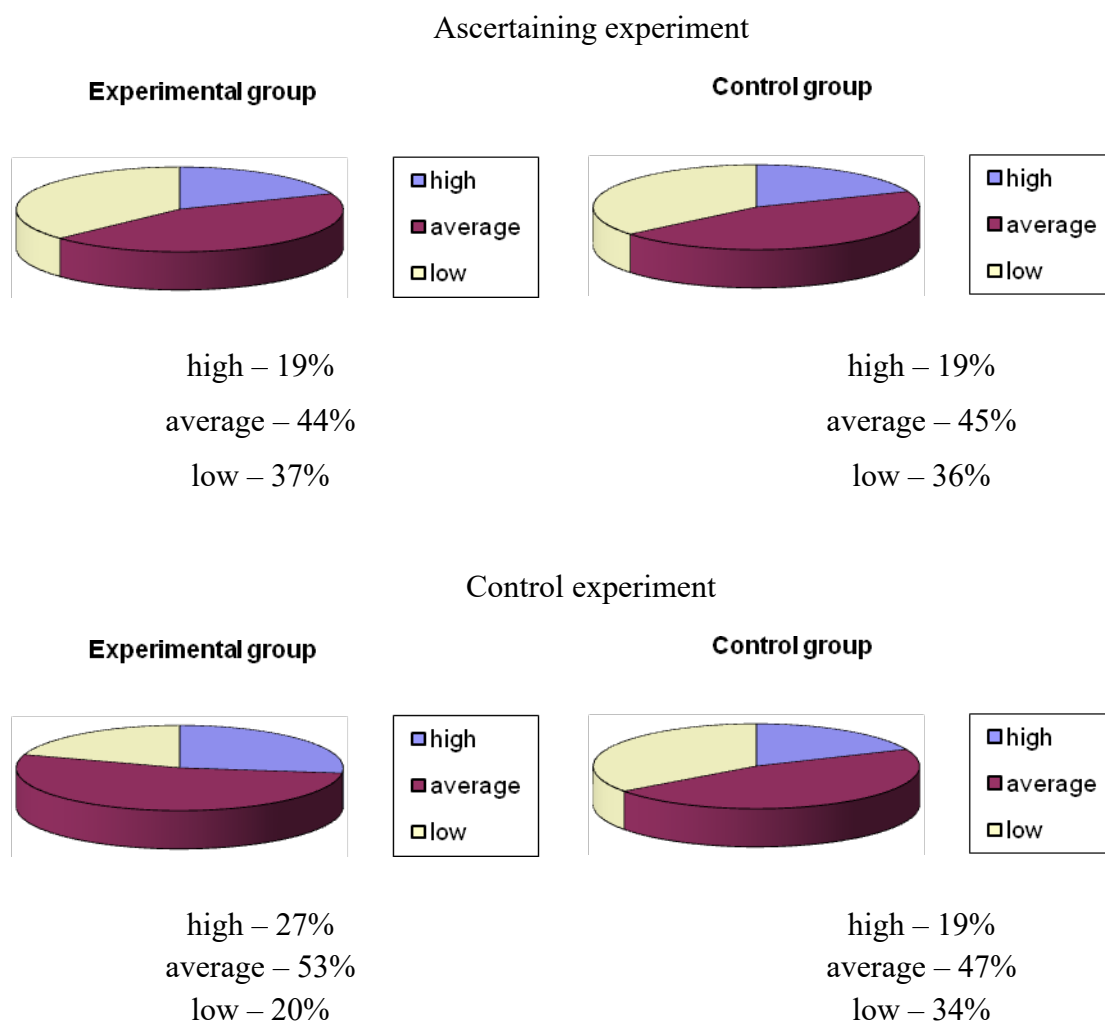 Ascertaining experiment
Experimental group
Control group
high
average
low
high
average
low
high – 19%
average – 44%
low – 37%
high – 19%
average – 45%
low – 36%
Control experiment
Experimental group
Control group
high
average
low
high
average
low
high – 27%
average – 53%
low – 20%
high – 19%
average – 47%
low – 34%